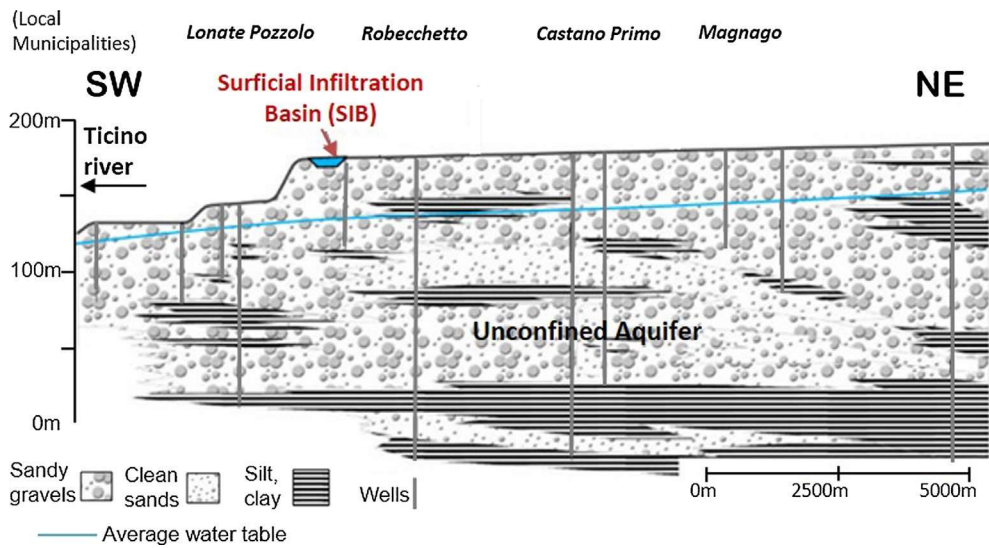 (Local
Municipalities)
Lonate Pozzolo
Robecchetto
Castano Primo
Magnago
SW
NE
Surficial Infiltration
Basin (SIB)
200m
Ticino
river
100m
Unconfined Aquifer
0m
Sandy
gravels
Clean
sands
Silt,
clay
Wells
0m
2500m
5000m
Average water table